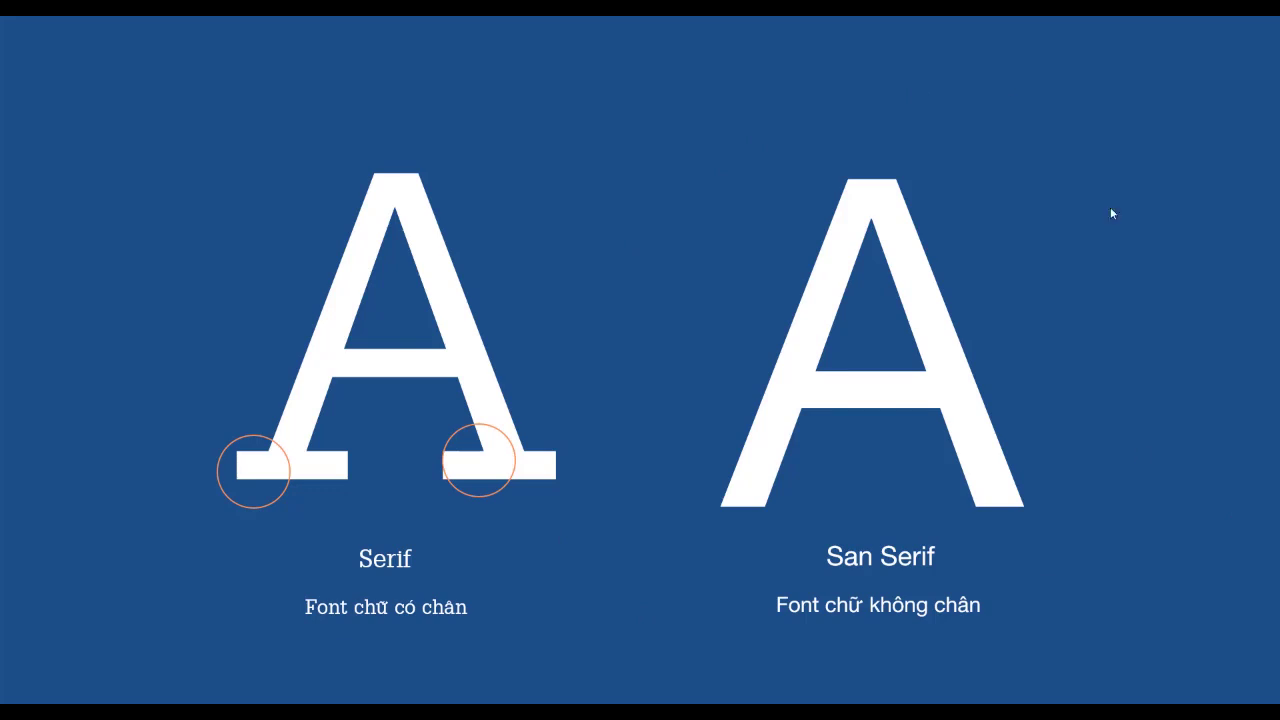 A
A
Serif
San Serif
Font chữ có chân
Font chữ không chân